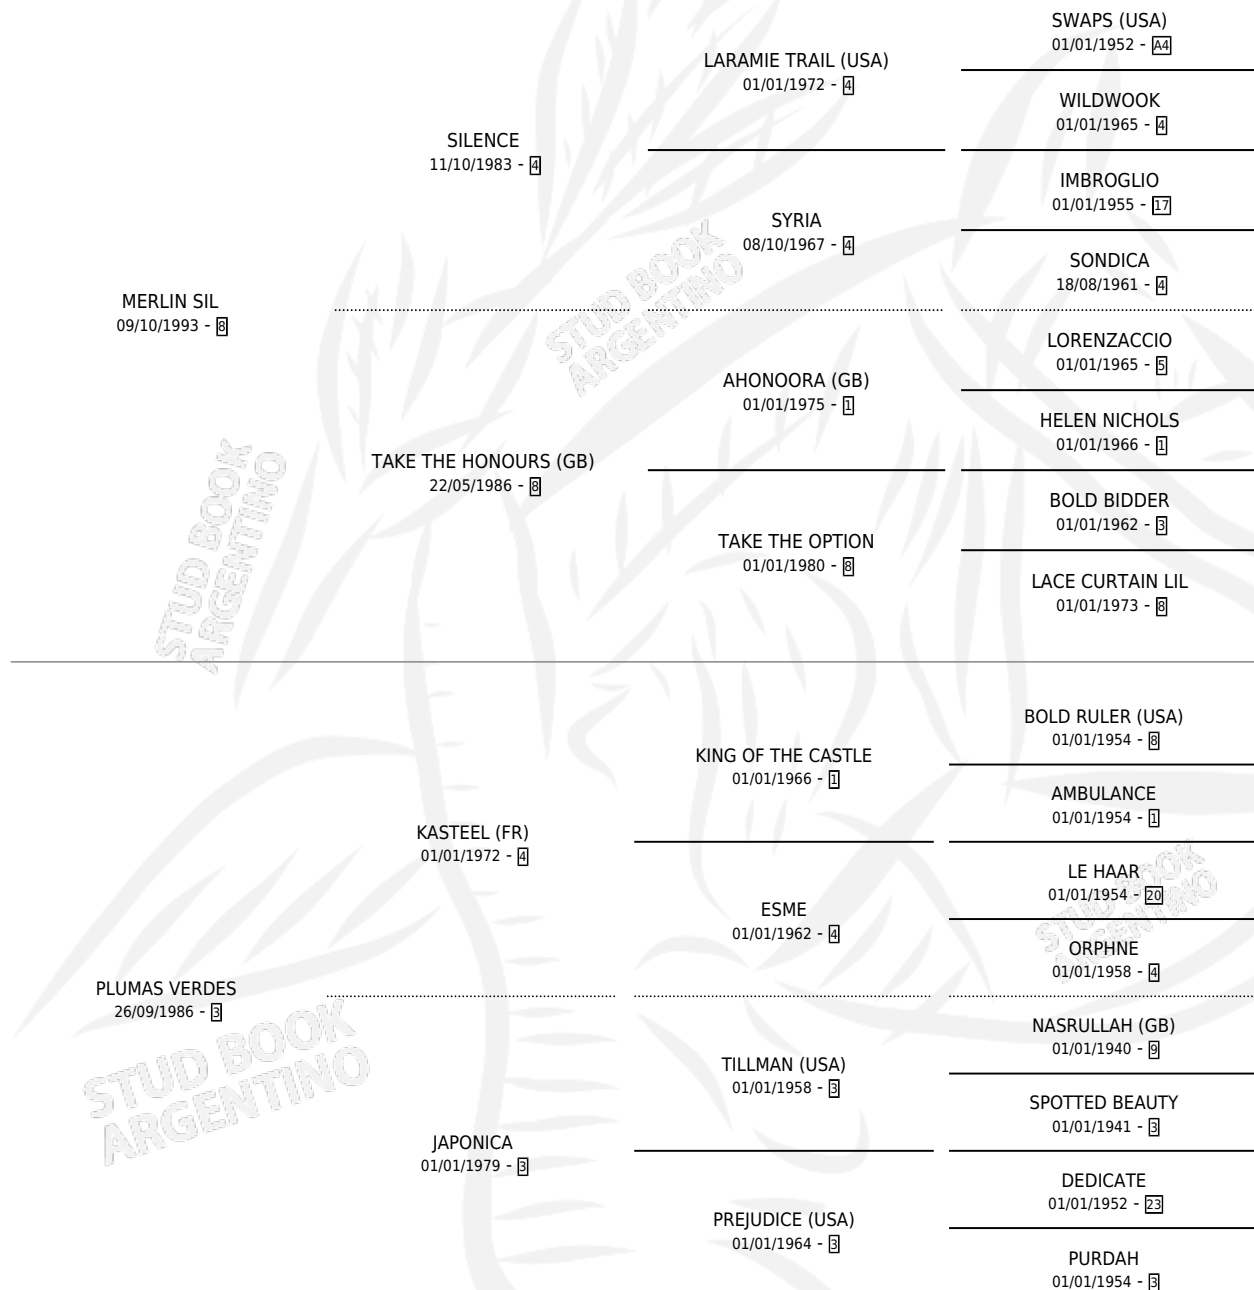 SWAPS (USA)
01/01/1952 - A4
LARAMIE TRAIL (USA)
01/01/1972 - 4
WILDWOOK
01/01/1965 - 4
SILENCE
11/10/1983 - 4
IMBROGLIO
01/01/1955 - 17
SYRIA
08/10/1967 - 4
SONDICA
18/08/1961 - 4
MERLIN SIL
09/10/1993 - 8
LORENZACCIO
01/01/1965 - 5
AHONOORA (GB)
01/01/1975 - 1
HELEN NICHOLS
01/01/1966 - 1
TAKE THE HONOURS (GB)
22/05/1986 - 8
BOLD BIDDER
01/01/1962 - 3
TAKE THE OPTION
01/01/1980 - 8
LACE CURTAIN LIL
01/01/1973 - 8
BOLD RULER (USA)
01/01/1954 - 8
KING OF THE CASTLE
01/01/1966 - 1
AMBULANCE
01/01/1954 - 1
KASTEEL (FR)
01/01/1972 - 4
LE HAAR
01/01/1954 - 20
ESME
01/01/1962 - 4
ORPHNE
01/01/1958 - 4
PLUMAS VERDES
26/09/1986 - 3
NASRULLAH (GB)
01/01/1940 - 9
TILLMAN (USA)
01/01/1958 - 3
SPOTTED BEAUTY
01/01/1941 - 3
JAPONICA
01/01/1979 - 3
DEDICATE
01/01/1952 - 23
PREJUDICE (USA)
01/01/1964 - 3
PURDAH
01/01/1954 - 3
STUD BOOK
ARGENTINO
STUD BOOK
ARGENTINO
STUD BOOK
ARGENTINO
STUD BOOK
ARGENTINO